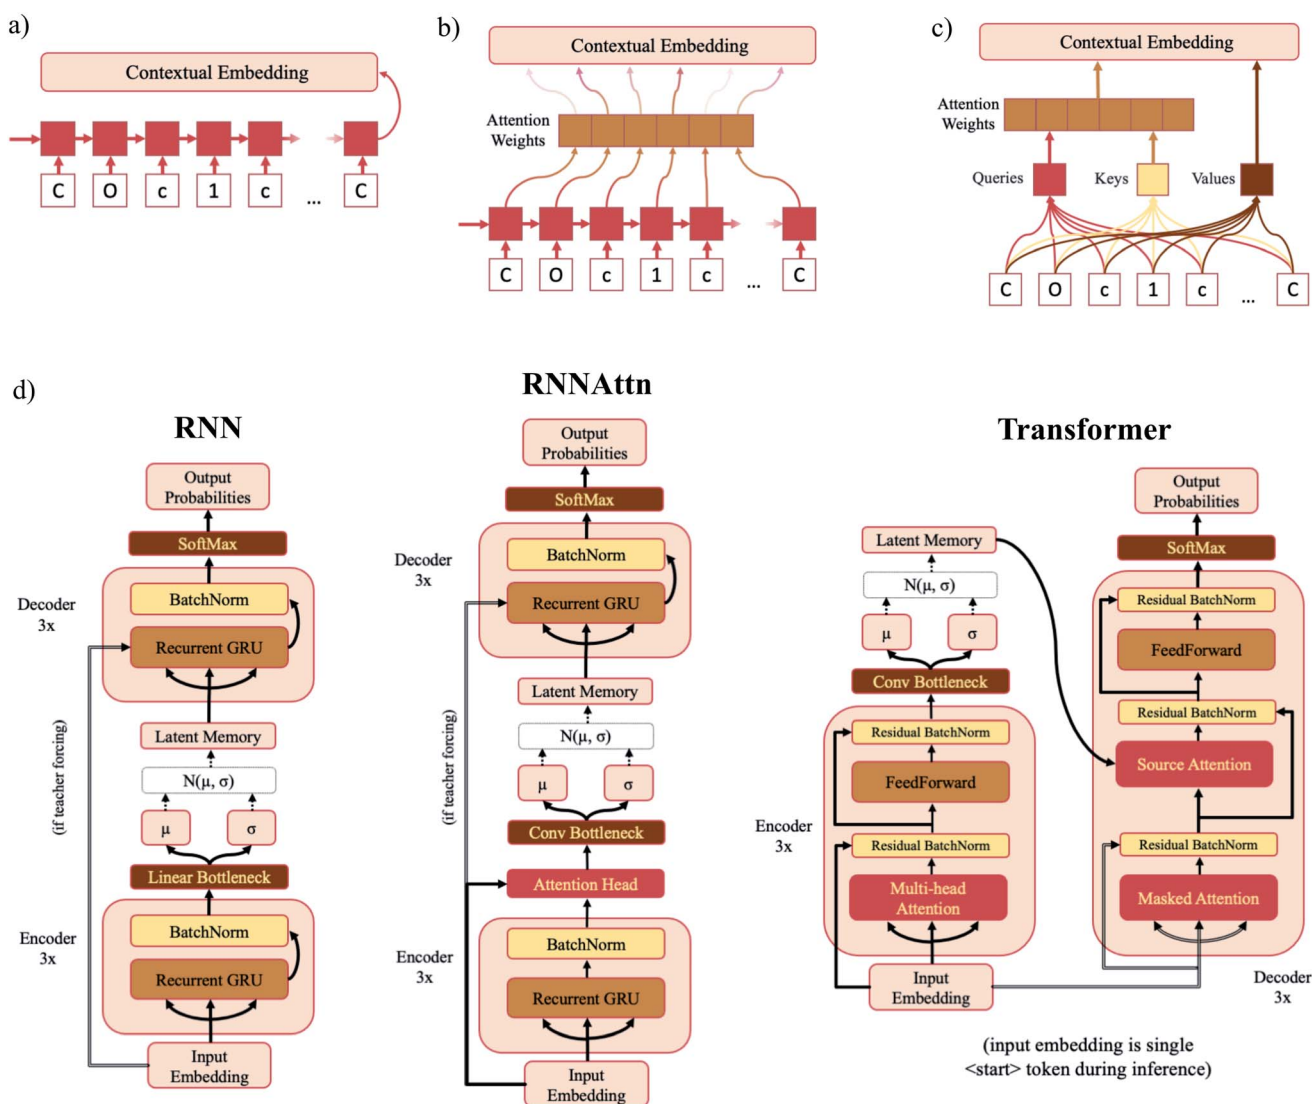 a)
Contextual Embedding
C O c 1 c ... C
b)
Contextual Embedding
Attention
Weights
C O c 1 c ... C
c)
Contextual Embedding
Attention
Weights
Queries
Keys
Values
C O c 1 c ... C
d)
RNN
Output
Probabilities
SoftMax
Decoder
3x
BatchNorm
Recurrent GRU
(if teacher forcing)
Latent Memory
N(μ, σ)
μ
σ
Linear Bottleneck
Encoder
3x
BatchNorm
Recurrent GRU
Input
Embedding
RNNAttn
Output
Probabilities
SoftMax
Decoder
3x
BatchNorm
Recurrent GRU
(if teacher forcing)
Latent Memory
N(μ, σ)
μ
σ
Conv Bottleneck
Attention Head
Encoder
3x
BatchNorm
Recurrent GRU
Input
Embedding
Transformer
Latent Memory
N(μ, σ)
μ
σ
Conv Bottleneck
Residual BatchNorm
FeedForward
Encoder
3x
Residual BatchNorm
Multi-head
Attention
Input
Embedding
Output
Probabilities
SoftMax
Residual BatchNorm
FeedForward
Residual BatchNorm
Source Attention
Residual BatchNorm
Masked Attention
Decoder
3x
(input embedding is single
<start> token during inference)